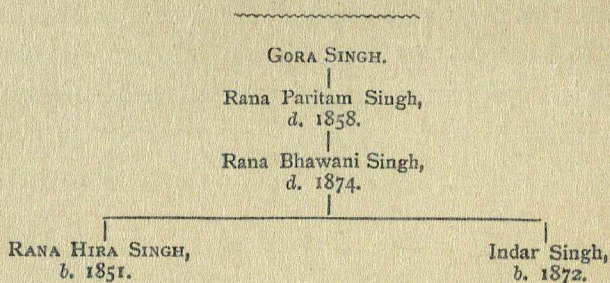 GORA SINGH.
Rana Paritam Singh,
d. 1858.
Rana Bhawani Singh,
d. 1874.
RANA HIRA SINGH,
b. 1851.
Indar Singh,
b. 1872.